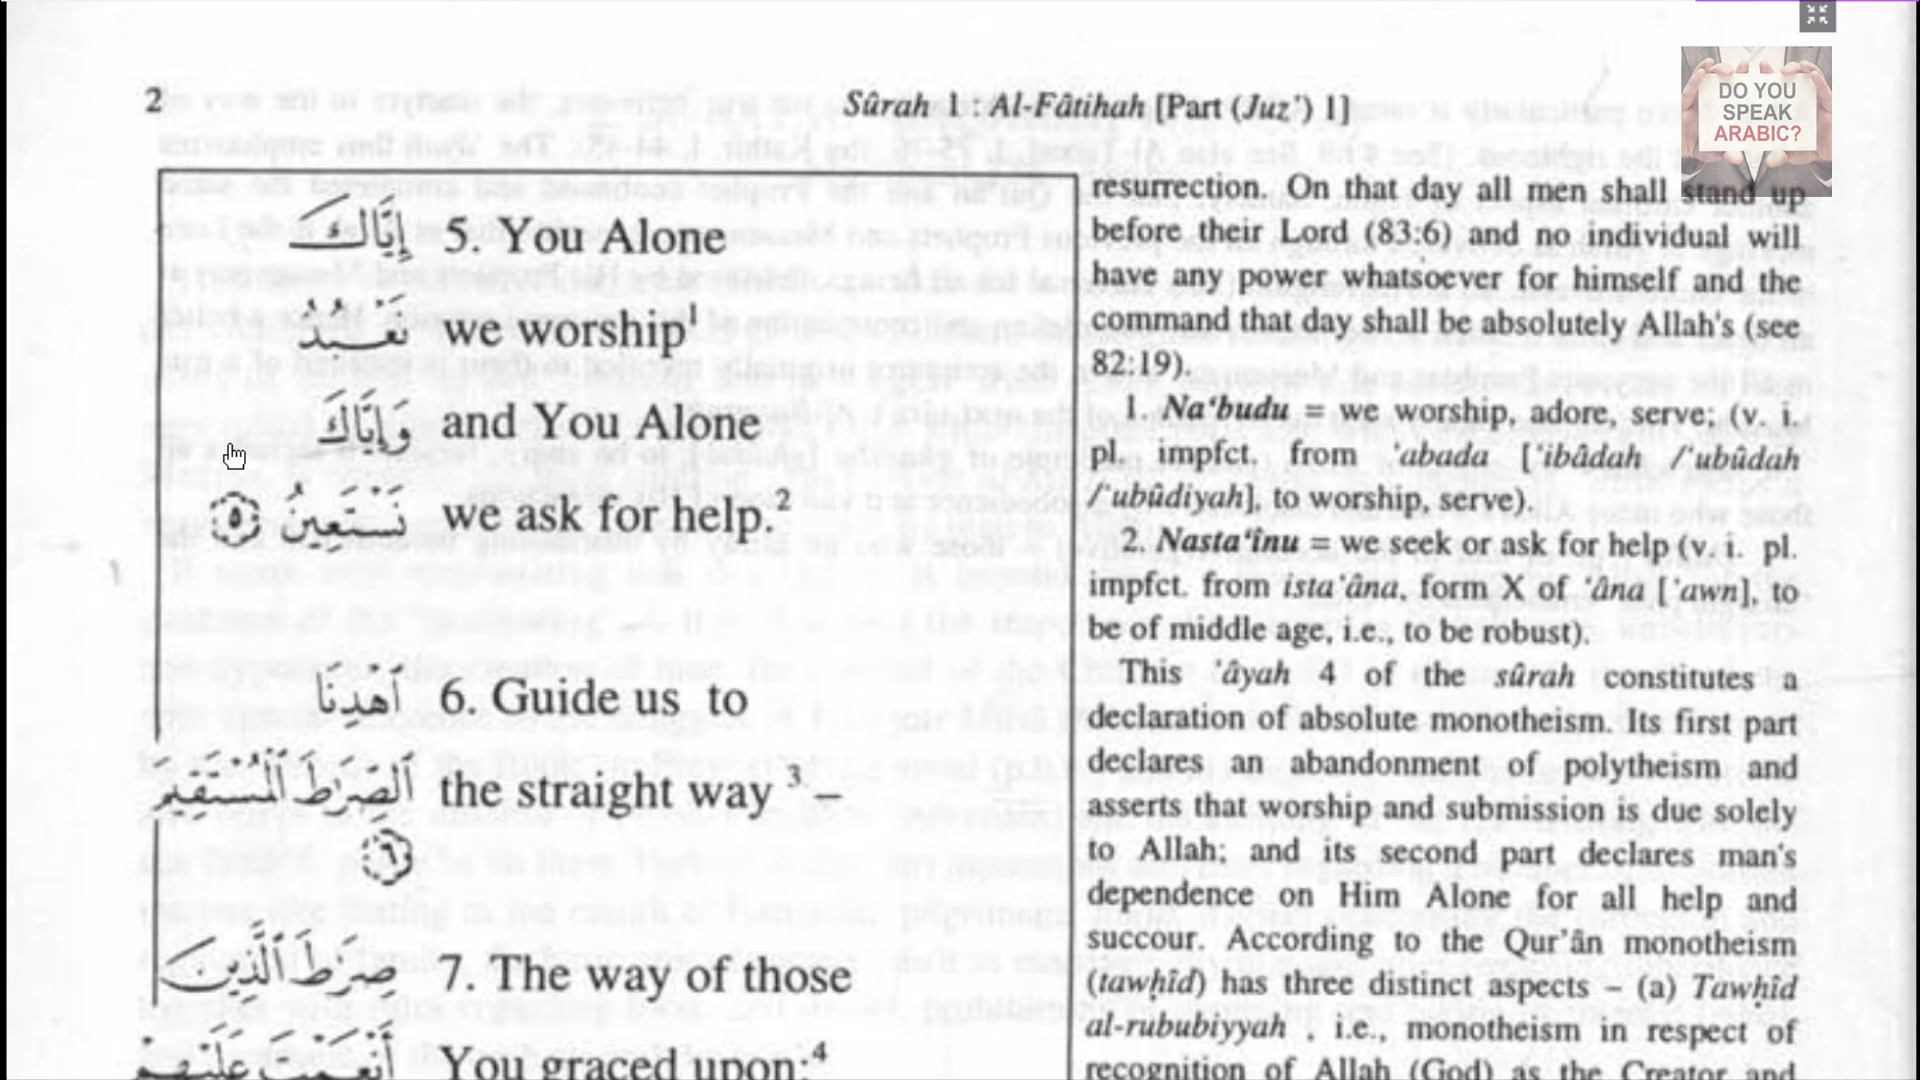 2
Sûrah 1 : Al-Fâtihah [Part (Juz’) 1]
DO YOU
SPEAK
ARABIC?
إِيَّاكَ 5. You Alone
نَعْبُدُ we worship¹
وَإِيَّاكَ and You Alone
نَسْتَعِينُ ٥ we ask for help.²
ٱهْدِنَا 6. Guide us to
ٱلصِّرَٰطَ ٱلْمُسْتَقِيمَ the straight way ³ –
٦
صِرَٰطَ ٱلَّذِينَ 7. The way of those
أَنْعَمْتَ عَلَيْهِمْ You graced upon:⁴
resurrection. On that day all men shall stand up
before their Lord (83:6) and no individual will
have any power whatsoever for himself and the
command that day shall be absolutely Allah's (see
82:19).
1. Na‘budu = we worship, adore, serve; (v. i.
pl. impfct. from ’abada [‘ibâdah /‘ubûdah
/‘ubûdiyah], to worship, serve).
2. Nasta‘înu = we seek or ask for help (v. i. pl.
impfct. from ista‘âna, form X of ‘âna [‘awn], to
be of middle age, i.e., to be robust).
This ’âyah 4 of the sûrah constitutes a
declaration of absolute monotheism. Its first part
declares an abandonment of polytheism and
asserts that worship and submission is due solely
to Allah; and its second part declares man's
dependence on Him Alone for all help and
succour. According to the Qur’ân monotheism
(tawḥîd) has three distinct aspects – (a) Tawḥîd
al-rububiyyah , i.e., monotheism in respect of
recognition of Allah (God) as the Creator and